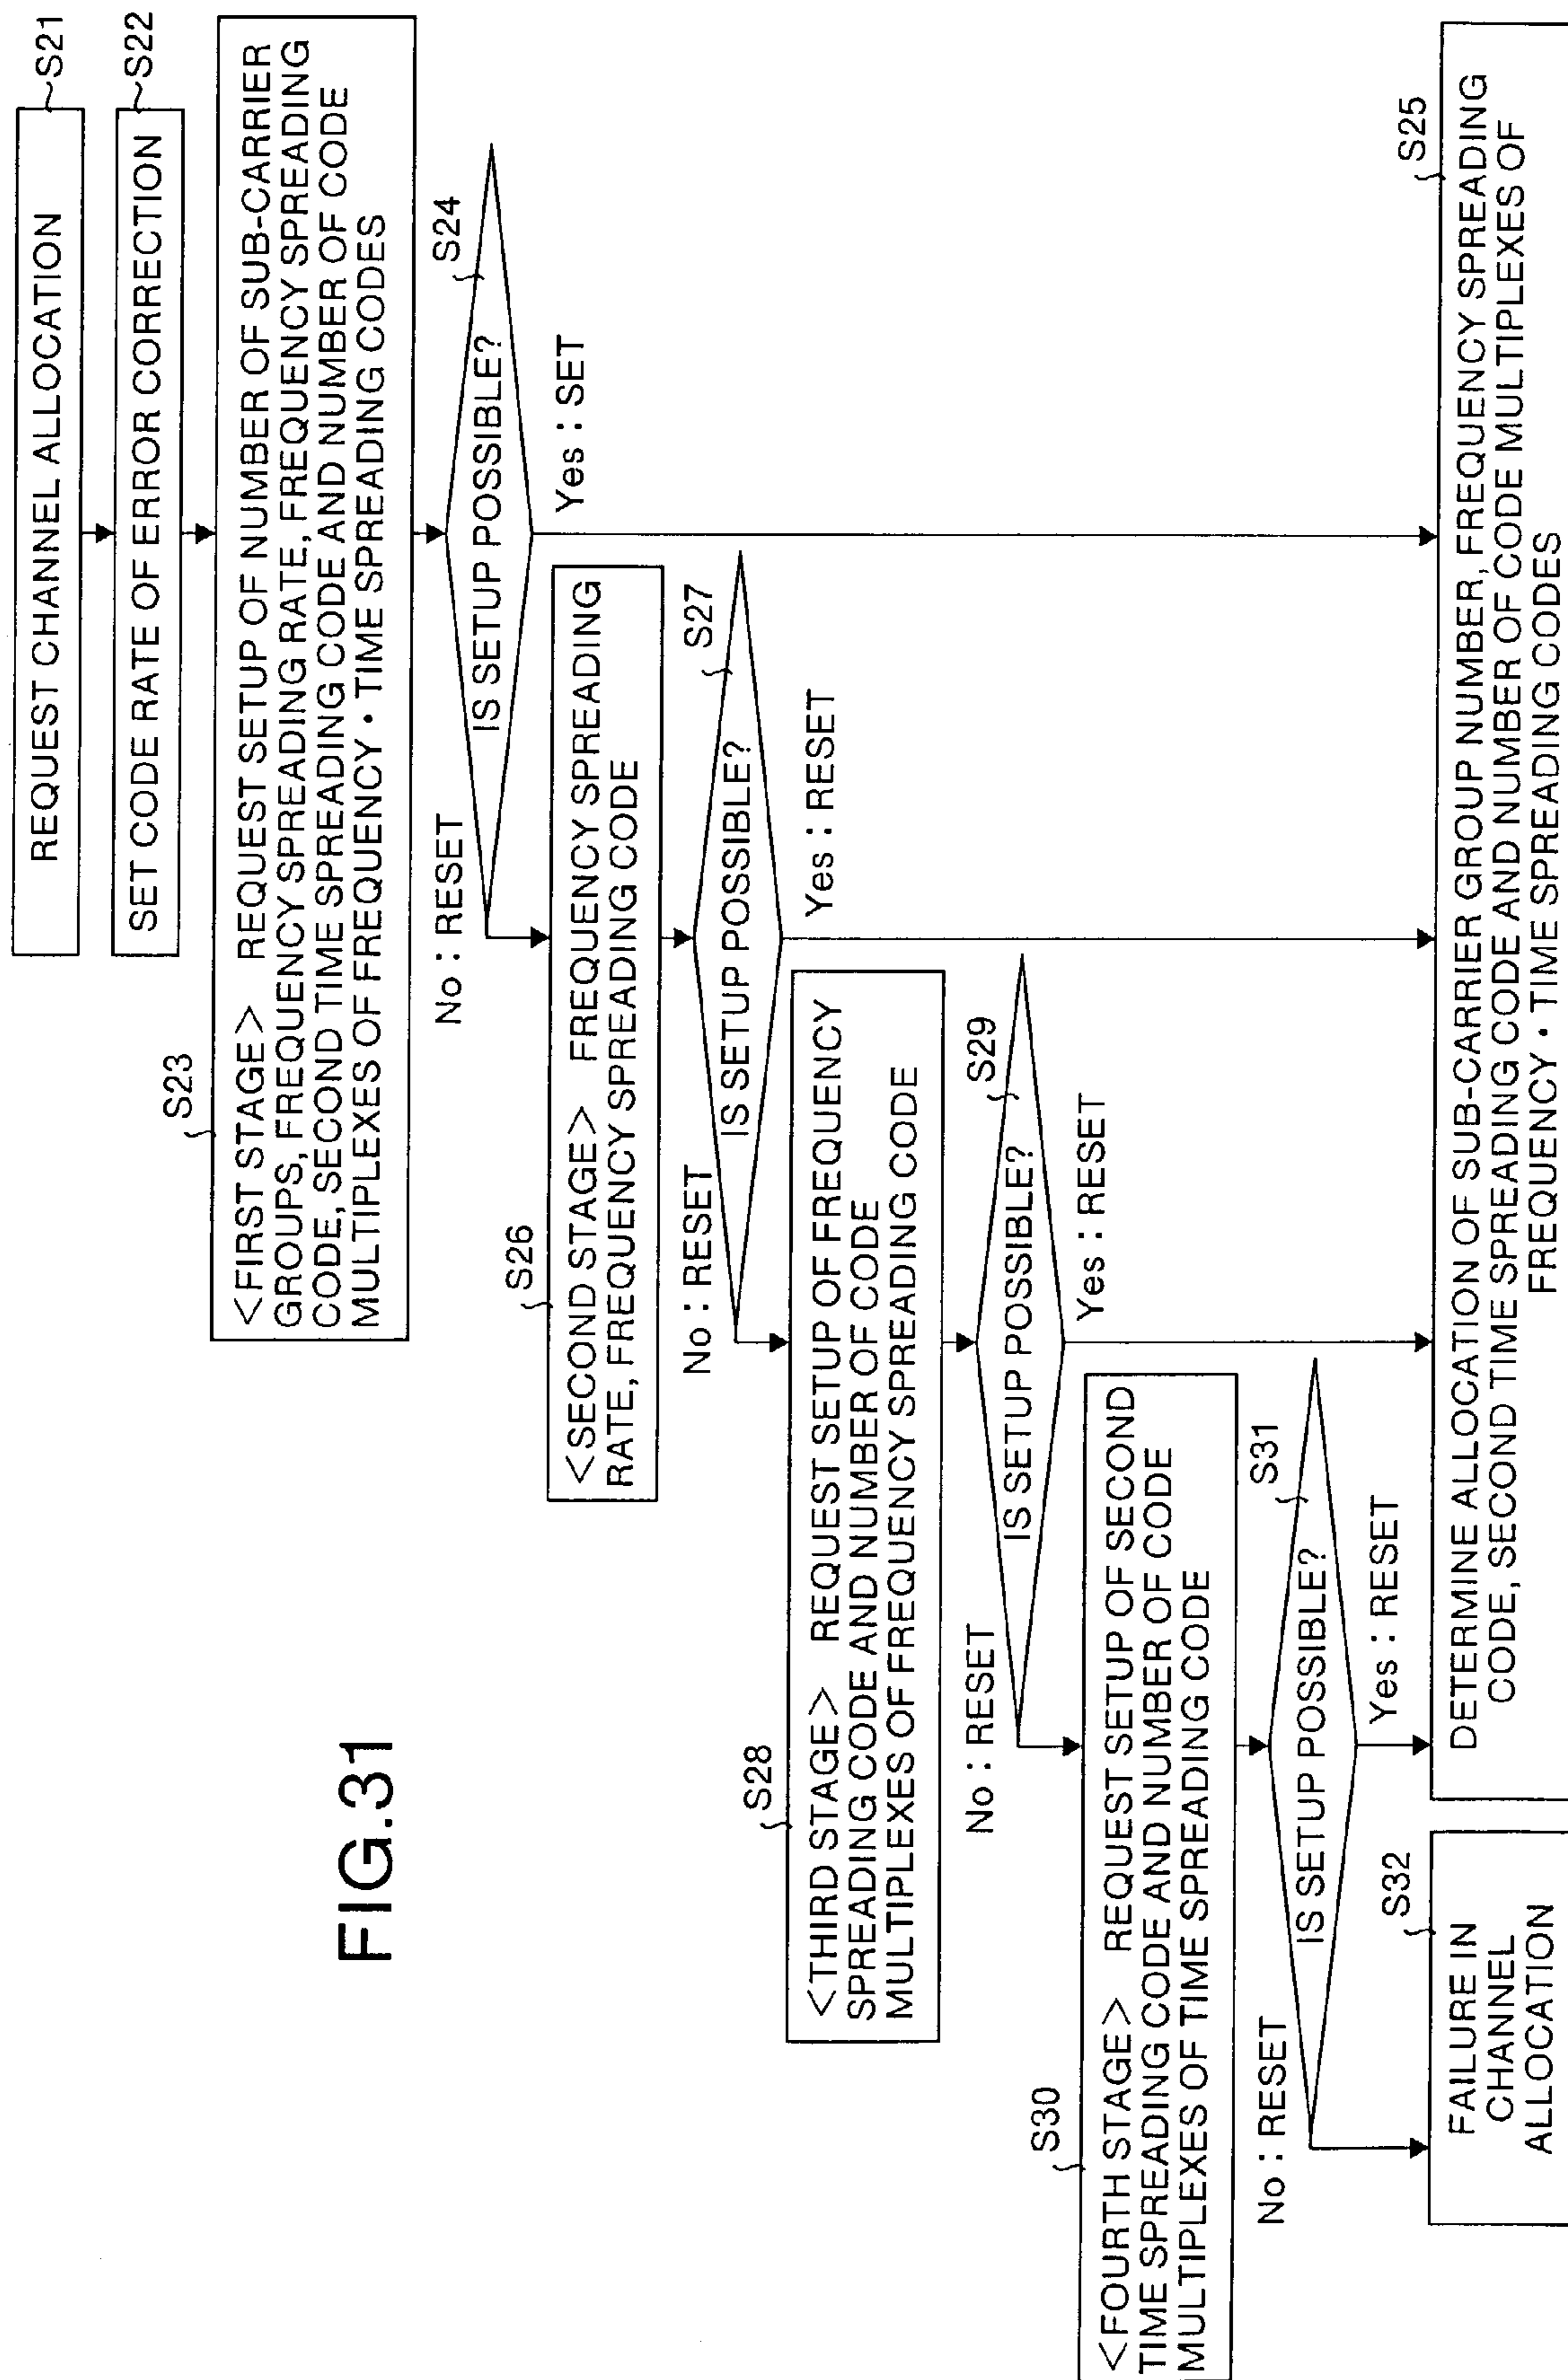 FIG.31
REQUEST CHANNEL ALLOCATION
S21
SET CODE RATE OF ERROR CORRECTION
S22
S23
<FIRST STAGE> REQUEST SETUP OF NUMBER OF SUB-CARRIER
GROUPS, FREQUENCY SPREADING RATE, FREQUENCY SPREADING
CODE, SECOND TIME SPREADING CODE AND NUMBER OF CODE
MULTIPLEXES OF FREQUENCY · TIME SPREADING CODES
S24
IS SETUP POSSIBLE?
No : RESET
Yes : SET
S26
<SECOND STAGE> FREQUENCY SPREADING
RATE, FREQUENCY SPREADING CODE
S27
IS SETUP POSSIBLE?
No : RESET
Yes : RESET
S28
<THIRD STAGE> REQUEST SETUP OF FREQUENCY
SPREADING CODE AND NUMBER OF CODE
MULTIPLEXES OF FREQUENCY SPREADING CODE
S29
IS SETUP POSSIBLE?
No : RESET
Yes : RESET
S30
<FOURTH STAGE> REQUEST SETUP OF SECOND
TIME SPREADING CODE AND NUMBER OF CODE
MULTIPLEXES OF TIME SPREADING CODE
S31
IS SETUP POSSIBLE?
No : RESET
Yes : RESET
S32
FAILURE IN
CHANNEL
ALLOCATION
S25
DETERMINE ALLOCATION OF SUB-CARRIER GROUP NUMBER, FREQUENCY SPREADING
CODE, SECOND TIME SPREADING CODE AND NUMBER OF CODE MULTIPLEXES OF
FREQUENCY · TIME SPREADING CODES